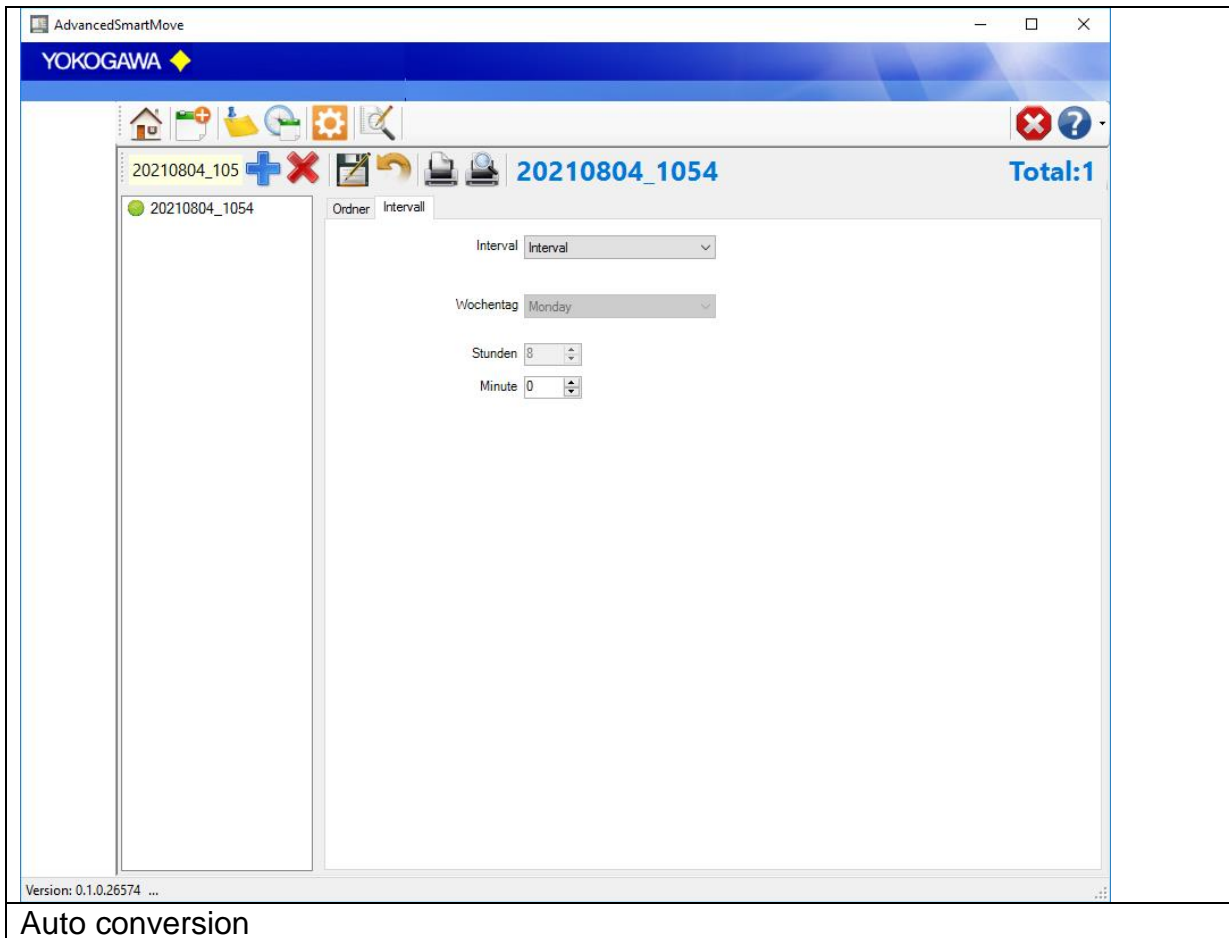 AdvancedSmartMove
YOKOGAWA
20210804_105
20210804_1054
Total:1
20210804_1054
Ordner
Intervall
Interval Interval
Wochentag Monday
Stunden 8
Minute 0
Version: 0.1.0.26574 ...
Auto conversion